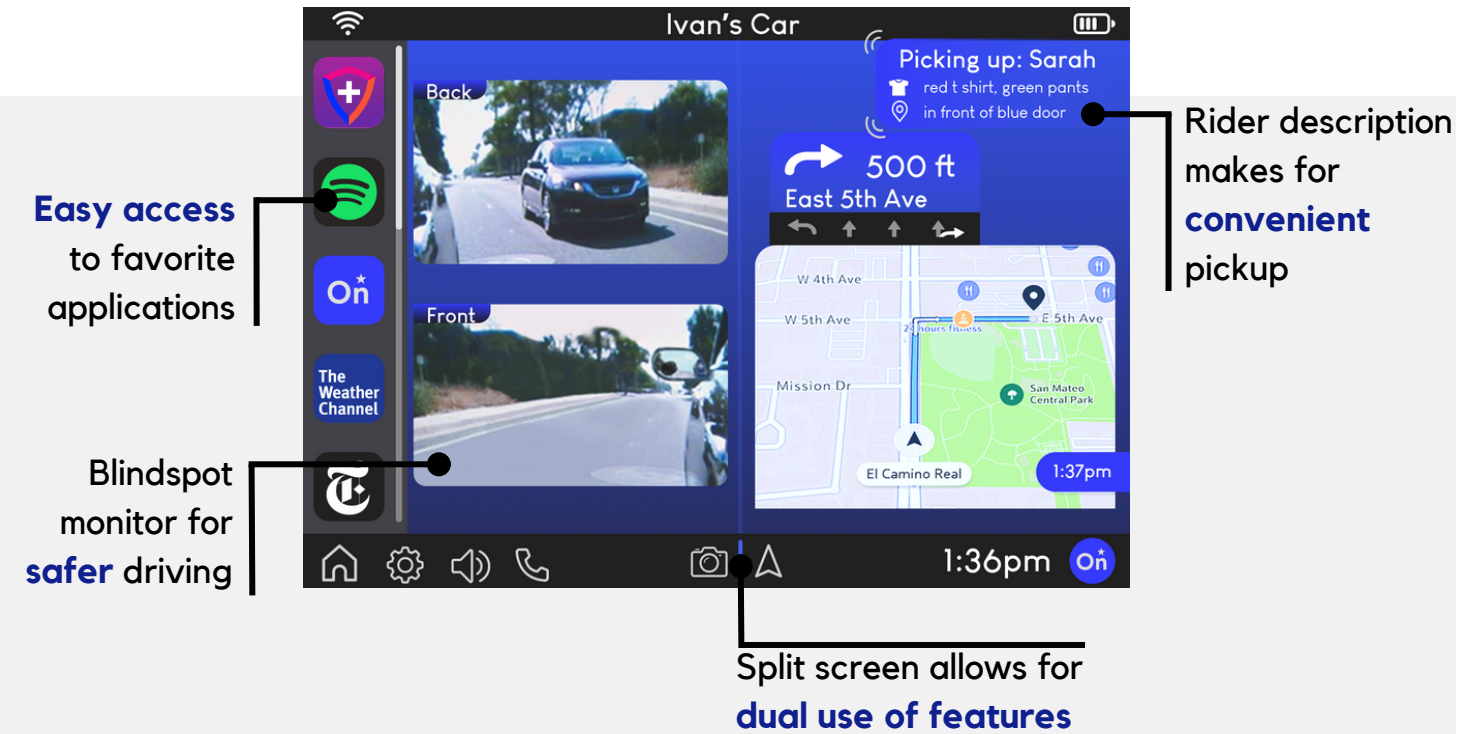 Ivan's Car
Picking up: Sarah
red t shirt, green pants
in front of blue door
Back
500 ft
East 5th Ave
Front
On
The
Weather
Channel
W 4th Ave
W 5th Ave
E 5th Ave
24 hours fitness
Mission Dr
San Mateo
Central Park
El Camino Real
1:37pm
1:36pm
On
Easy access
to favorite
applications
Blindspot
monitor for
safer driving
Rider description
makes for
convenient
pickup
Split screen allows for
dual use of features